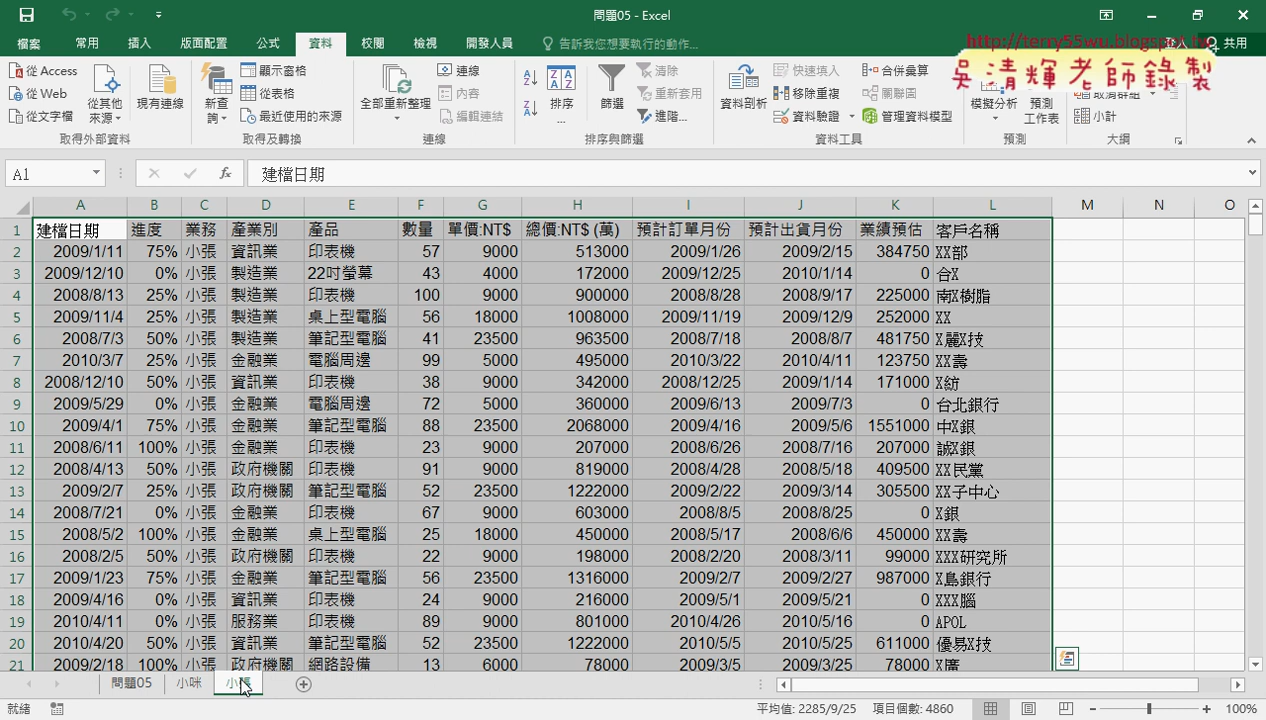 問題05 - Excel
檔案 常用 插入 版面配置 公式 資料 校閱 檢視 開發人員 告訴我您想要執行的動作... 登入 共用
http://terry55wu.blogspot.tw
吳清輝老師錄製
從 Access 從 Web 從文字檔 從其他來源 現有連線 取得外部資料
新查詢 顯示查詢 從表格 最近使用的來源 取得及轉換
全部重新整理 連線 內容 編輯連結 連線
排序... 篩選 清除 重新套用 進階... 排序與篩選
資料剖析 快速填入 移除重複 資料驗證 合併彙算 關聯圖 管理資料模型 資料工具
模擬分析 預測工作表 預測
取消群組 小計 大綱
A1 fx 建檔日期
A B C D E F G H I J K L M N O
1 建檔日期 進度 業務 產業別 產品 數量 單價:NT$ 總價:NT$ (萬) 預計訂單月份 預計出貨月份 業績預估 客戶名稱
2 2009/1/11 75% 小張 資訊業 印表機 57 9000 513000 2009/1/26 2009/2/15 384750 XX部
3 2009/12/10 0% 小張 製造業 22吋螢幕 43 4000 172000 2009/12/25 2010/1/14 0 合X
4 2008/8/13 25% 小張 製造業 印表機 100 9000 900000 2008/8/28 2008/9/17 225000 南X樹脂
5 2009/11/4 25% 小張 製造業 桌上型電腦 56 18000 1008000 2009/11/19 2009/12/9 252000 XX
6 2008/7/3 50% 小張 製造業 筆記型電腦 41 23500 963500 2008/7/18 2008/8/7 481750 X麗X技
7 2010/3/7 25% 小張 金融業 電腦周邊 99 5000 495000 2010/3/22 2010/4/11 123750 XX壽
8 2008/12/10 50% 小張 資訊業 印表機 38 9000 342000 2008/12/25 2009/1/14 171000 X紡
9 2009/5/29 0% 小張 金融業 電腦周邊 72 5000 360000 2009/6/13 2009/7/3 0 台北銀行
10 2009/4/1 75% 小張 金融業 筆記型電腦 88 23500 2068000 2009/4/16 2009/5/6 1551000 中X銀
11 2008/6/11 100% 小張 金融業 印表機 23 9000 207000 2008/6/26 2008/7/16 207000 誠X銀
12 2008/4/13 50% 小張 政府機關 印表機 91 9000 819000 2008/4/28 2008/5/18 409500 XX民黨
13 2009/2/7 25% 小張 政府機關 筆記型電腦 52 23500 1222000 2009/2/22 2009/3/14 305500 XX子中心
14 2008/7/21 0% 小張 金融業 印表機 67 9000 603000 2008/8/5 2008/8/25 0 X銀
15 2008/5/2 100% 小張 金融業 桌上型電腦 25 18000 450000 2008/5/17 2008/6/6 450000 XX壽
16 2008/2/5 50% 小張 政府機關 印表機 22 9000 198000 2008/2/20 2008/3/11 99000 XXX研究所
17 2009/1/23 75% 小張 金融業 筆記型電腦 56 23500 1316000 2009/2/7 2009/2/27 987000 X島銀行
18 2009/4/16 0% 小張 資訊業 印表機 24 9000 216000 2009/5/1 2009/5/21 0 XXX腦
19 2010/4/11 0% 小張 服務業 印表機 89 9000 801000 2010/4/26 2010/5/16 0 APOL
20 2010/4/20 50% 小張 資訊業 筆記型電腦 52 23500 1222000 2010/5/5 2010/5/25 611000 優易X技
21 2009/2/18 100% 小張 政府機關 網路設備 13 6000 78000 2009/3/5 2009/3/25 78000 X廣
問題05 小咪 小張
就緒 平均值: 2285/9/25 項目個數: 4860 100%